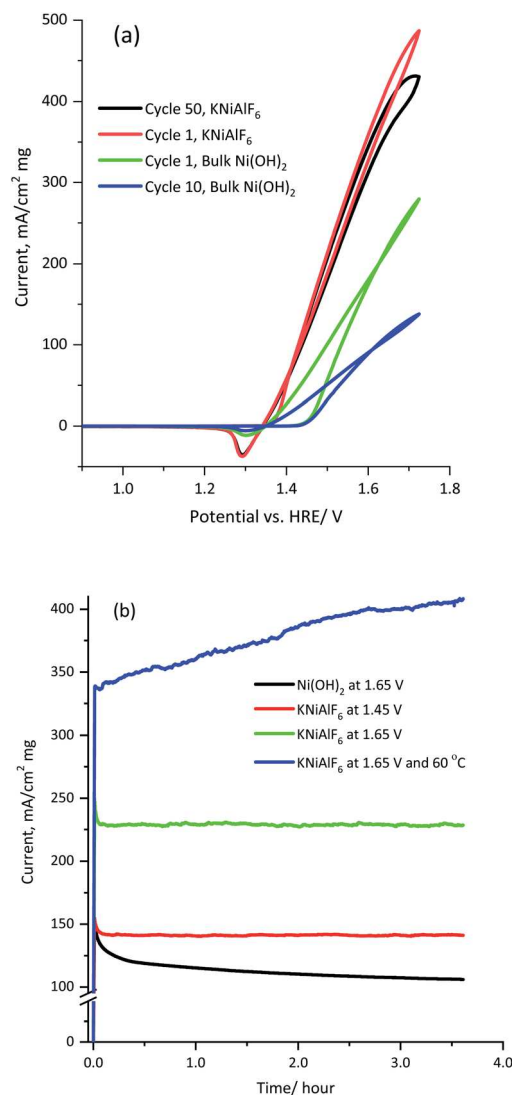 (a)
500
400
300
200
100
0
Current, mA/cm² mg
Cycle 50, KNiAlF₆
Cycle 1, KNiAlF₆
Cycle 1, Bulk Ni(OH)₂
Cycle 10, Bulk Ni(OH)₂
1.0 1.2 1.4 1.6 1.8
Potential vs. HRE/ V
(b)
400
350
300
250
200
150
100
0
Current, mA/cm² mg
Ni(OH)₂ at 1.65 V
KNiAlF₆ at 1.45 V
KNiAlF₆ at 1.65 V
KNiAlF₆ at 1.65 V and 60 °C
0.0 1.0 2.0 3.0 4.0
Time/ hour